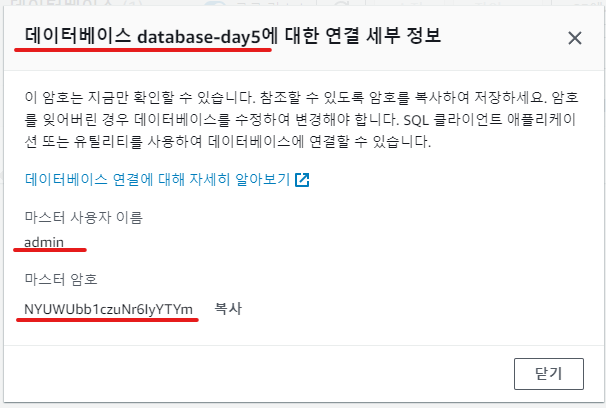 데이터베이스 database-day5에 대한 연결 세부 정보
이 암호는 지금만 확인할 수 있습니다. 참조할 수 있도록 암호를 복사하여 저장하세요. 암호
를 잊어버린 경우 데이터베이스를 수정하여 변경해야 합니다. SQL 클라이언트 애플리케이
션 또는 유틸리티를 사용하여 데이터베이스에 연결할 수 있습니다.
데이터베이스 연결에 대해 자세히 알아보기
마스터 사용자 이름
admin
마스터 암호
NYUWUbb1czuNr6IyYTYm 복사
닫기